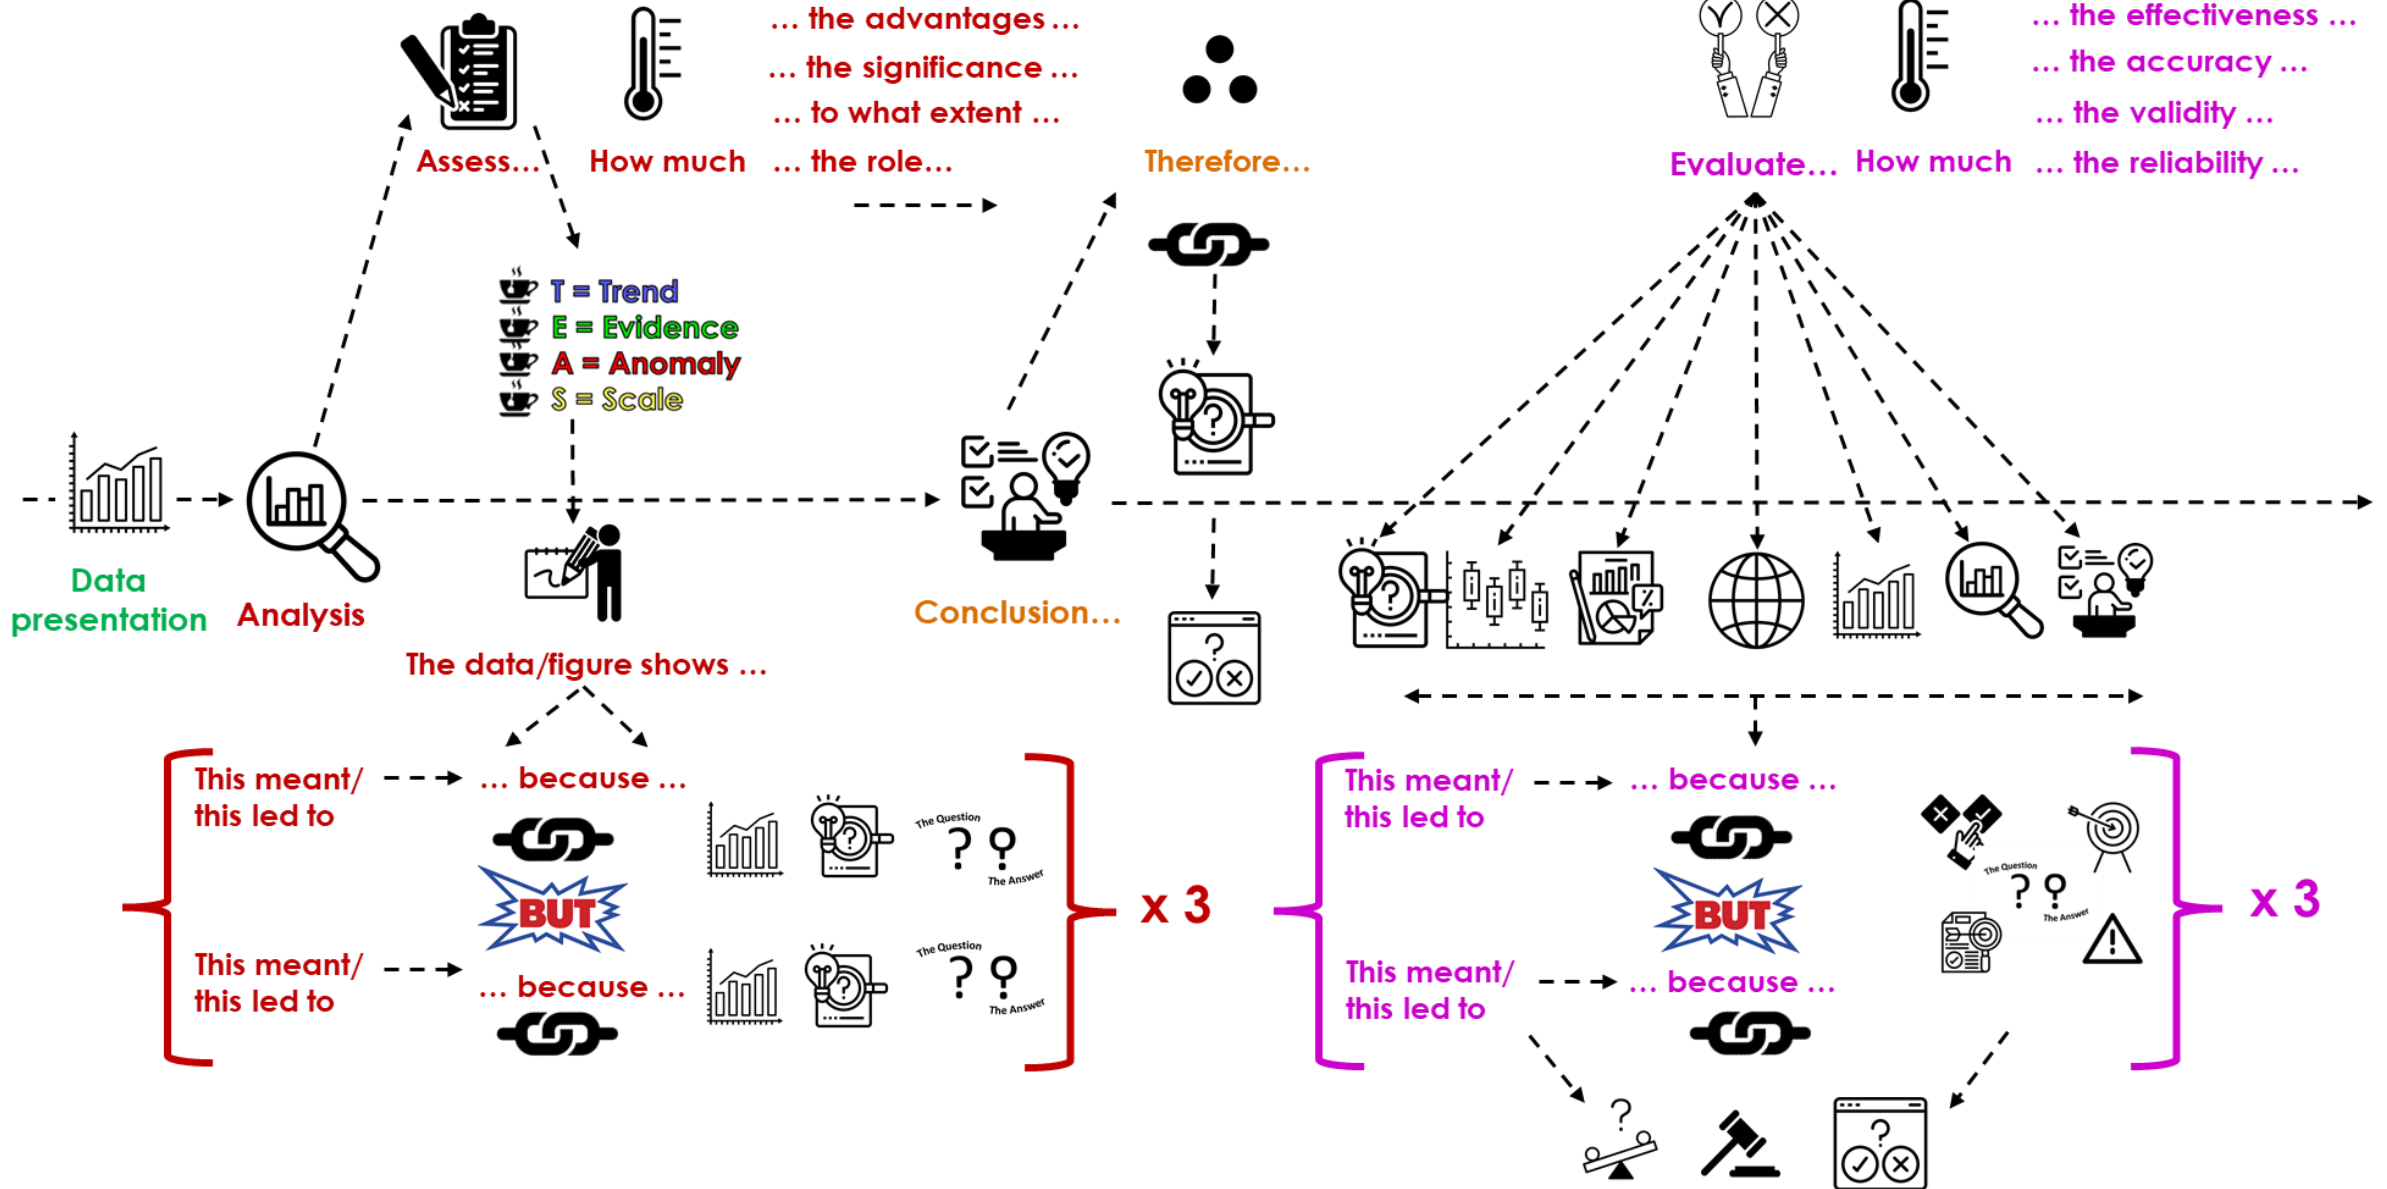 Assess...
How much
... the advantages ...
... the significance ...
... to what extent ...
... the role...
Therefore...
Evaluate...
How much
... the effectiveness ...
... the accuracy ...
... the validity ...
... the reliability ...
T = Trend
E = Evidence
A = Anomaly
S = Scale
Data
presentation
Analysis
Conclusion...
The data/figure shows ...
This meant/
this led to
... because ...
The Question
? ?
The Answer
BUT
This meant/
this led to
... because ...
The Question
? ?
The Answer
x 3
This meant/
this led to
... because ...
BUT
The Question
? ?
The Answer
This meant/
this led to
... because ...
x 3